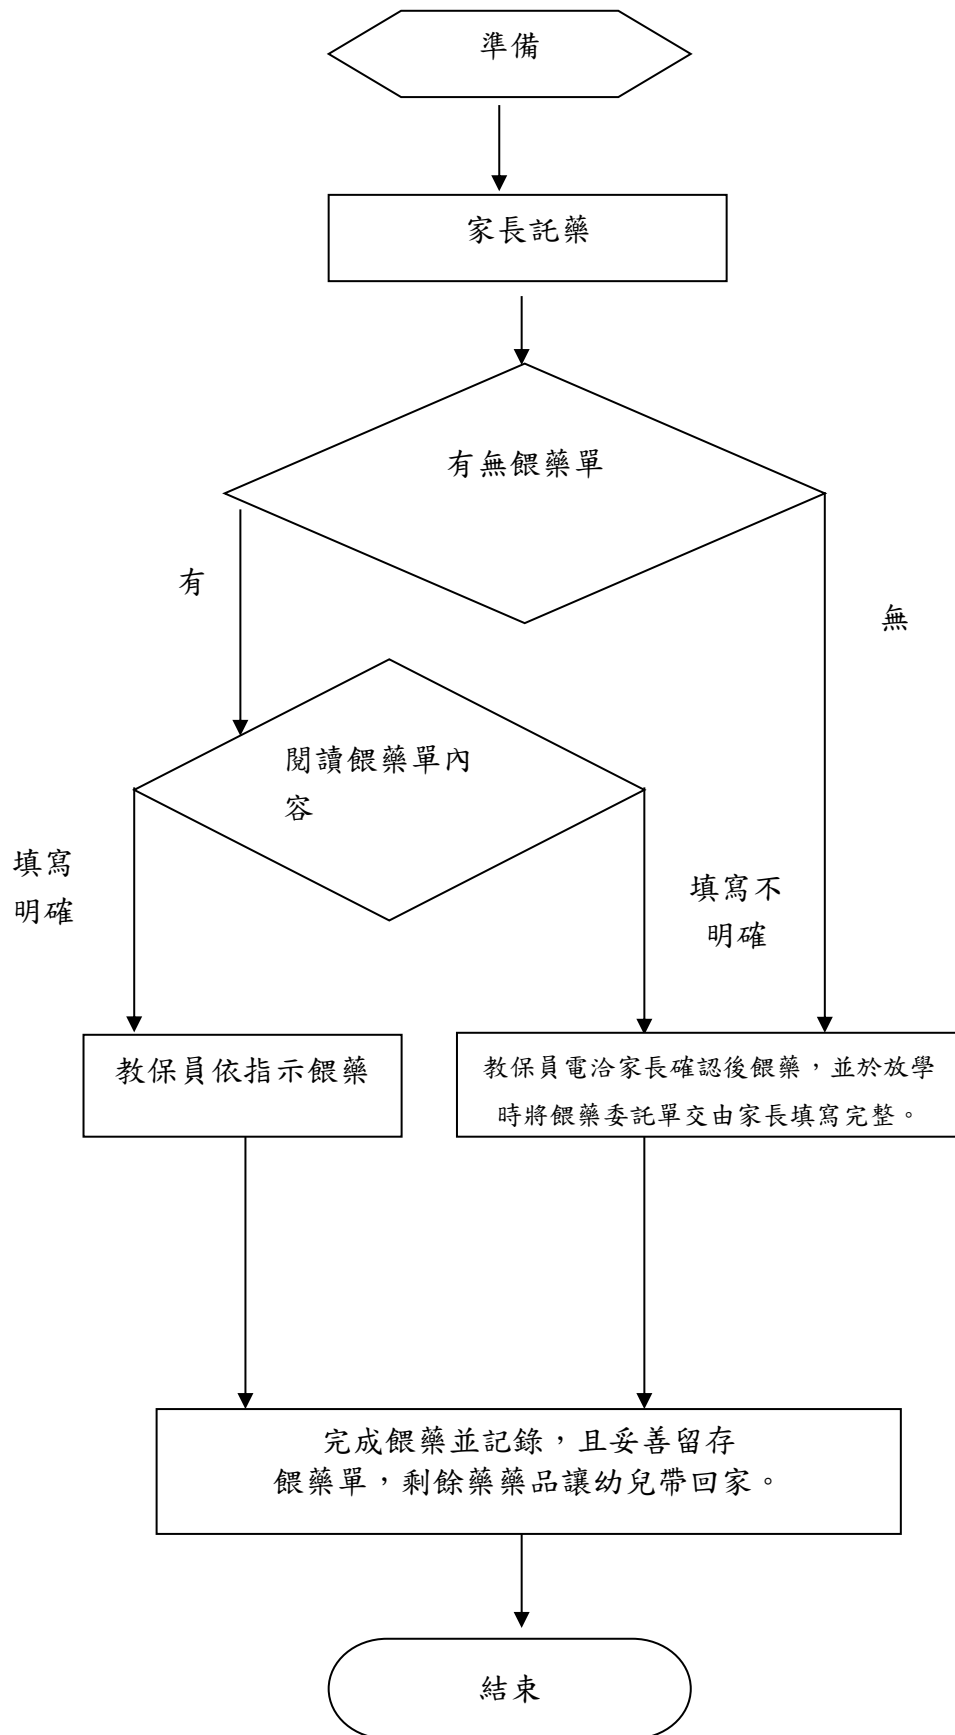 準備
家長託藥
有無餵藥單
有
無
閱讀餵藥單內
容
填寫
明確
填寫不
明確
教保員依指示餵藥
教保員電洽家長確認後餵藥，並於放學
時將餵藥委託單交由家長填寫完整。
完成餵藥並記錄，且妥善留存
餵藥單，剩餘藥藥品讓幼兒帶回家。
結束